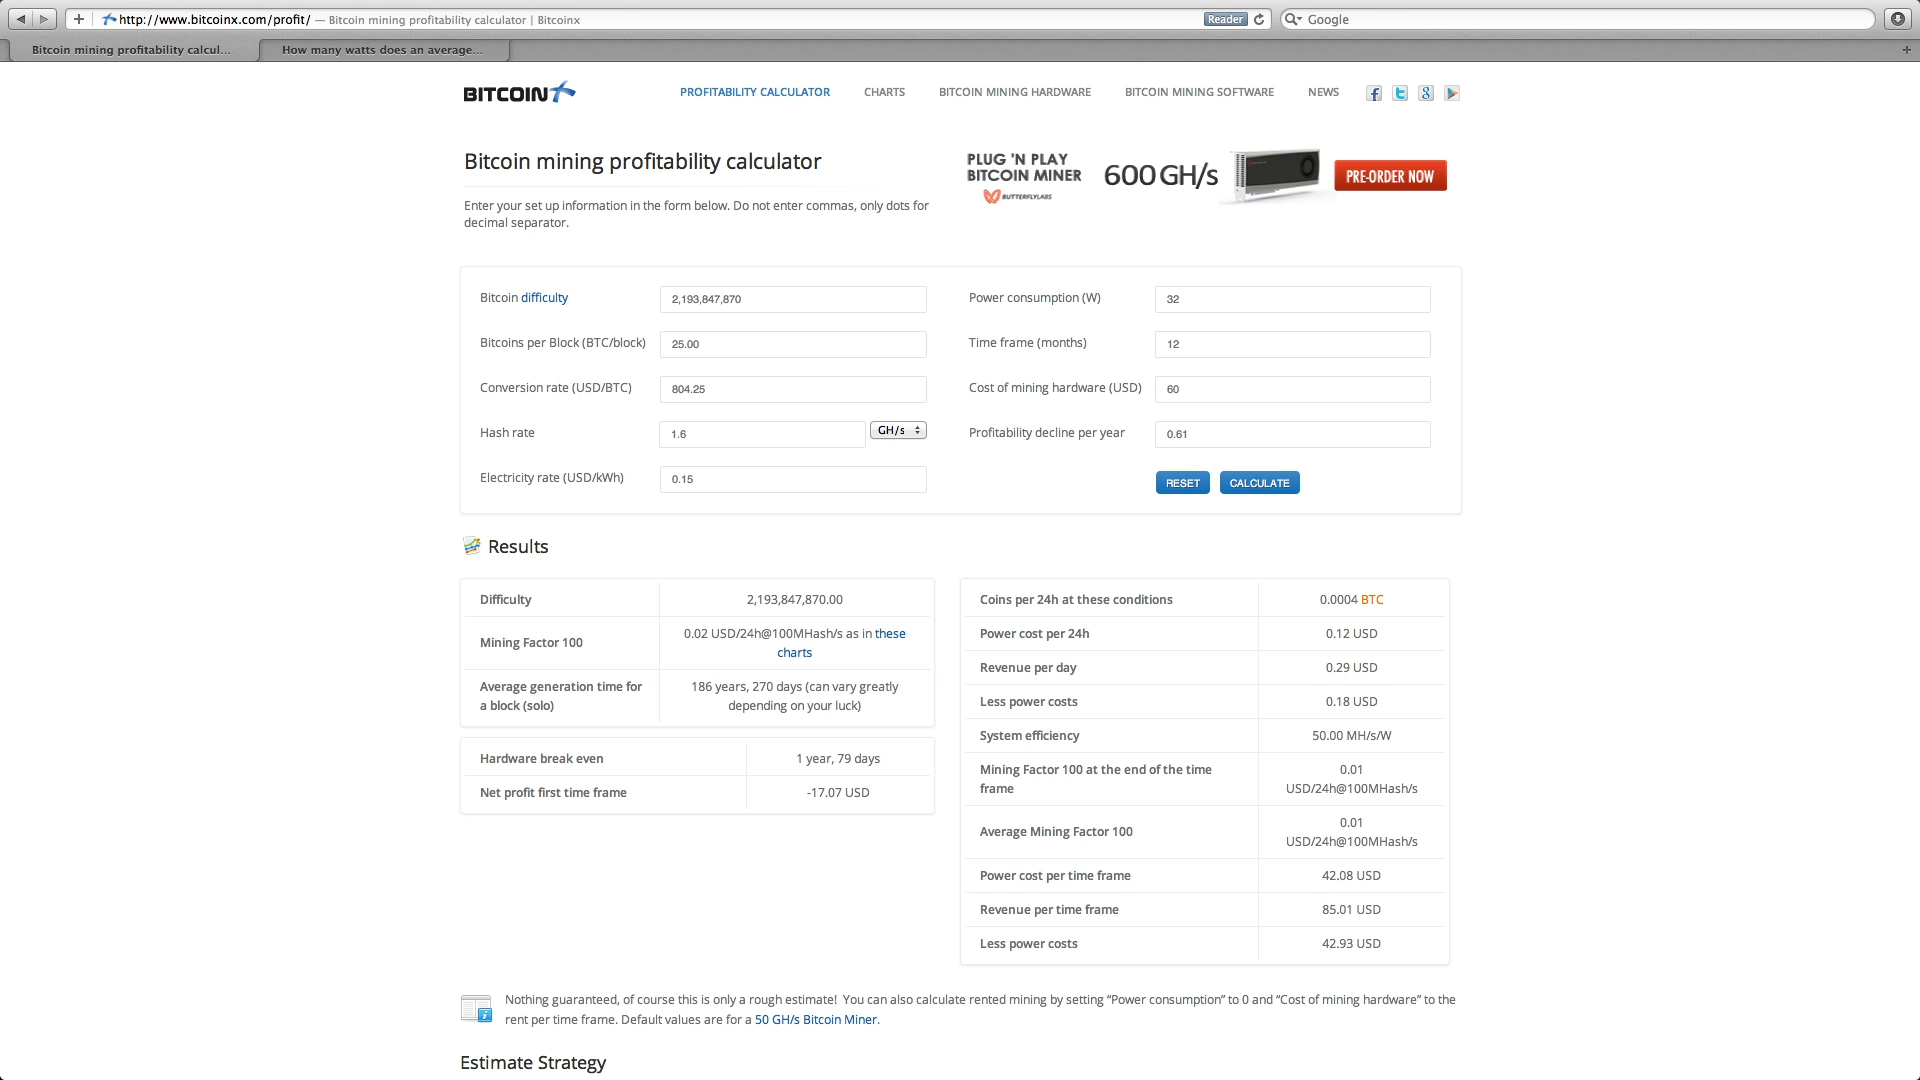 http://www.bitcoinx.com/profit/ — Bitcoin mining profitability calculator | Bitcoinx
Reader
Google
Bitcoin mining profitability calcul...
How many watts does an average...
BITCOINX
PROFITABILITY CALCULATOR
CHARTS
BITCOIN MINING HARDWARE
BITCOIN MINING SOFTWARE
NEWS
Bitcoin mining profitability calculator
Enter your set up information in the form below. Do not enter commas, only dots for
decimal separator.
PLUG 'N PLAY
BITCOIN MINER
BUTTERFLYLABS
600 GH/s
PRE-ORDER NOW
Bitcoin difficulty
2,193,847,870
Bitcoins per Block (BTC/block)
25.00
Conversion rate (USD/BTC)
804.25
Hash rate
1.6
GH/s
Electricity rate (USD/kWh)
0.15
Power consumption (W)
32
Time frame (months)
12
Cost of mining hardware (USD)
60
Profitability decline per year
0.61
RESET
CALCULATE
Results
Difficulty
2,193,847,870.00
Mining Factor 100
0.02 USD/24h@100MHash/s as in these
charts
Average generation time for
a block (solo)
186 years, 270 days (can vary greatly
depending on your luck)
Hardware break even
1 year, 79 days
Net profit first time frame
-17.07 USD
Coins per 24h at these conditions
0.0004 BTC
Power cost per 24h
0.12 USD
Revenue per day
0.29 USD
Less power costs
0.18 USD
System efficiency
50.00 MH/s/W
Mining Factor 100 at the end of the time
frame
0.01
USD/24h@100MHash/s
Average Mining Factor 100
0.01
USD/24h@100MHash/s
Power cost per time frame
42.08 USD
Revenue per time frame
85.01 USD
Less power costs
42.93 USD
Nothing guaranteed, of course this is only a rough estimate! You can also calculate rented mining by setting “Power consumption” to 0 and “Cost of mining hardware” to the
rent per time frame. Default values are for a 50 GH/s Bitcoin Miner.
Estimate Strategy